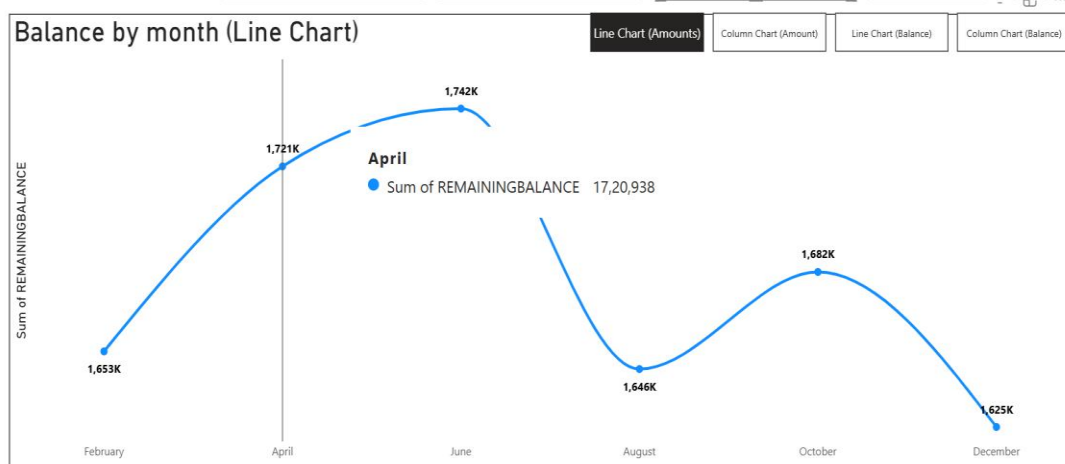 Balance by month (Line Chart)
Line Chart (Amounts)
Column Chart (Amount)
Line Chart (Balance)
Column Chart (Balance)
1,742K
1,721K
April
Sum of REMAININGBALANCE 17,20,938
Sum of REMAININGBALANCE
1,682K
1,653K
1,646K
1,625K
February
April
June
August
October
December